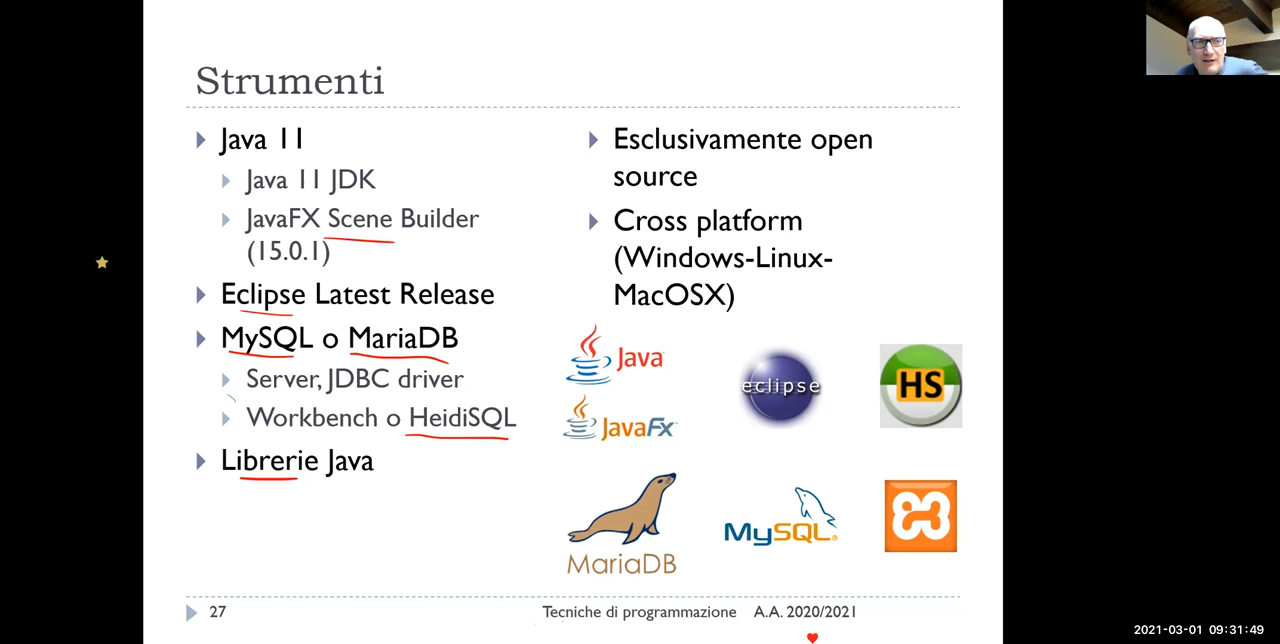 Strumenti
Java 11
Java 11 JDK
JavaFX Scene Builder
(15.0.1)
Eclipse Latest Release
MySQL o MariaDB
Server, JDBC driver
Workbench o HeidiSQL
Librerie Java
Esclusivamente open
source
Cross platform
(Windows-Linux-
MacOSX)
Java
eclipse
HS
JavaFx
MariaDB
MySQL®
27
Tecniche di programmazione A.A. 2020/2021
2021-03-01 09:31:49